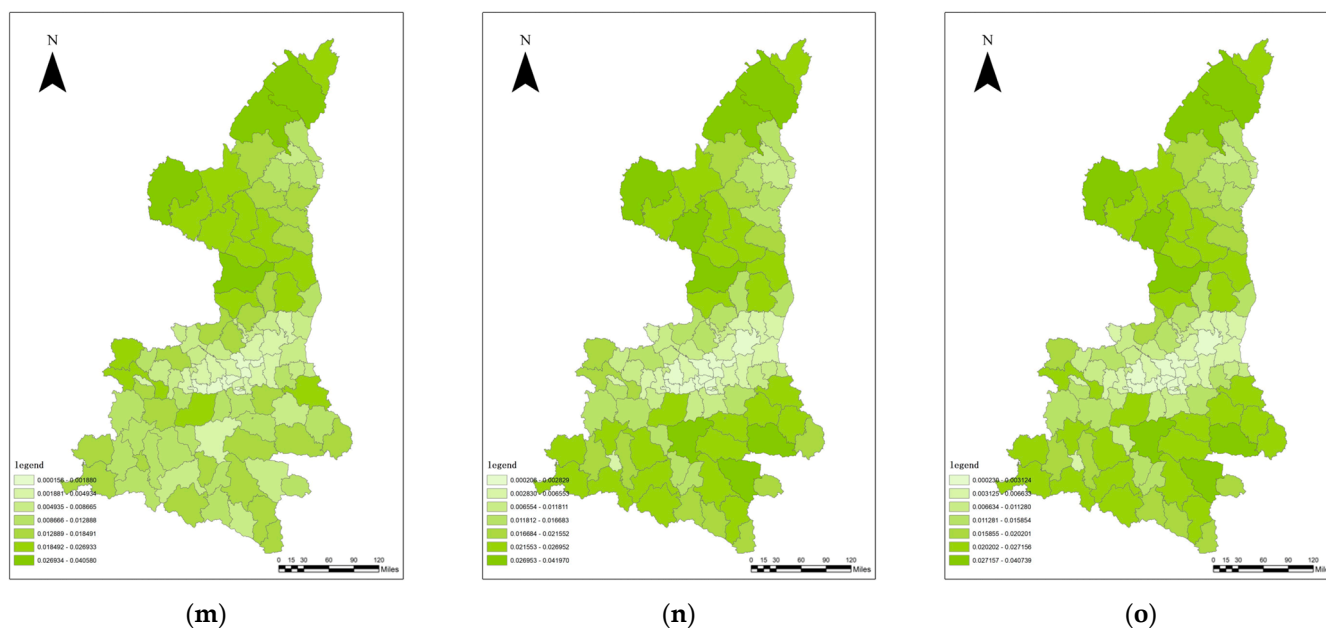 N
N
N
legend
0.000156 - 0.001880
0.001881 - 0.004934
0.004935 - 0.008665
0.008666 - 0.012888
0.012889 - 0.018491
0.018492 - 0.026933
0.026934 - 0.040580
0 15 30 60 90 120
Miles
legend
0.000206 - 0.002829
0.002830 - 0.006553
0.006554 - 0.011811
0.011812 - 0.016683
0.016684 - 0.021552
0.021553 - 0.026952
0.026953 - 0.041970
0 15 30 60 90 120
Miles
legend
0.000230 - 0.003124
0.003125 - 0.006633
0.006634 - 0.011280
0.011281 - 0.015854
0.015855 - 0.020201
0.020202 - 0.027156
0.027157 - 0.040739
0 15 30 60 90 120
Miles
(m)
(n)
(o)